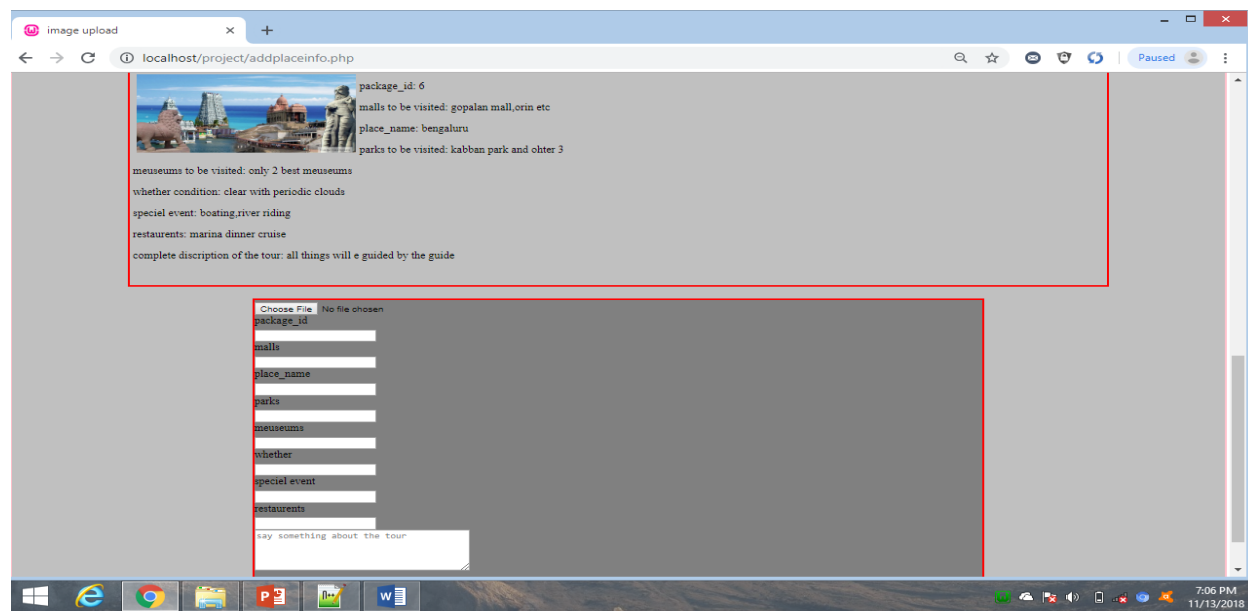 image upload
localhost/project/addplaceinfo.php
Paused
package_id: 6
malls to be visited: gopalan mall,orin etc
place_name: bengaluru
parks to be visited: kabban park and ohter 3
meuseums to be visited: only 2 best meuseums
whether condition: clear with periodic clouds
speciel event: boating,river riding
restaurents: marina dinner cruise
complete discription of the tour: all things will e guided by the guide
Choose File No file chosen
package_id
malls
place_name
parks
meuseums
whether
speciel event
restaurents
say something about the tour
7:06 PM
11/13/2018